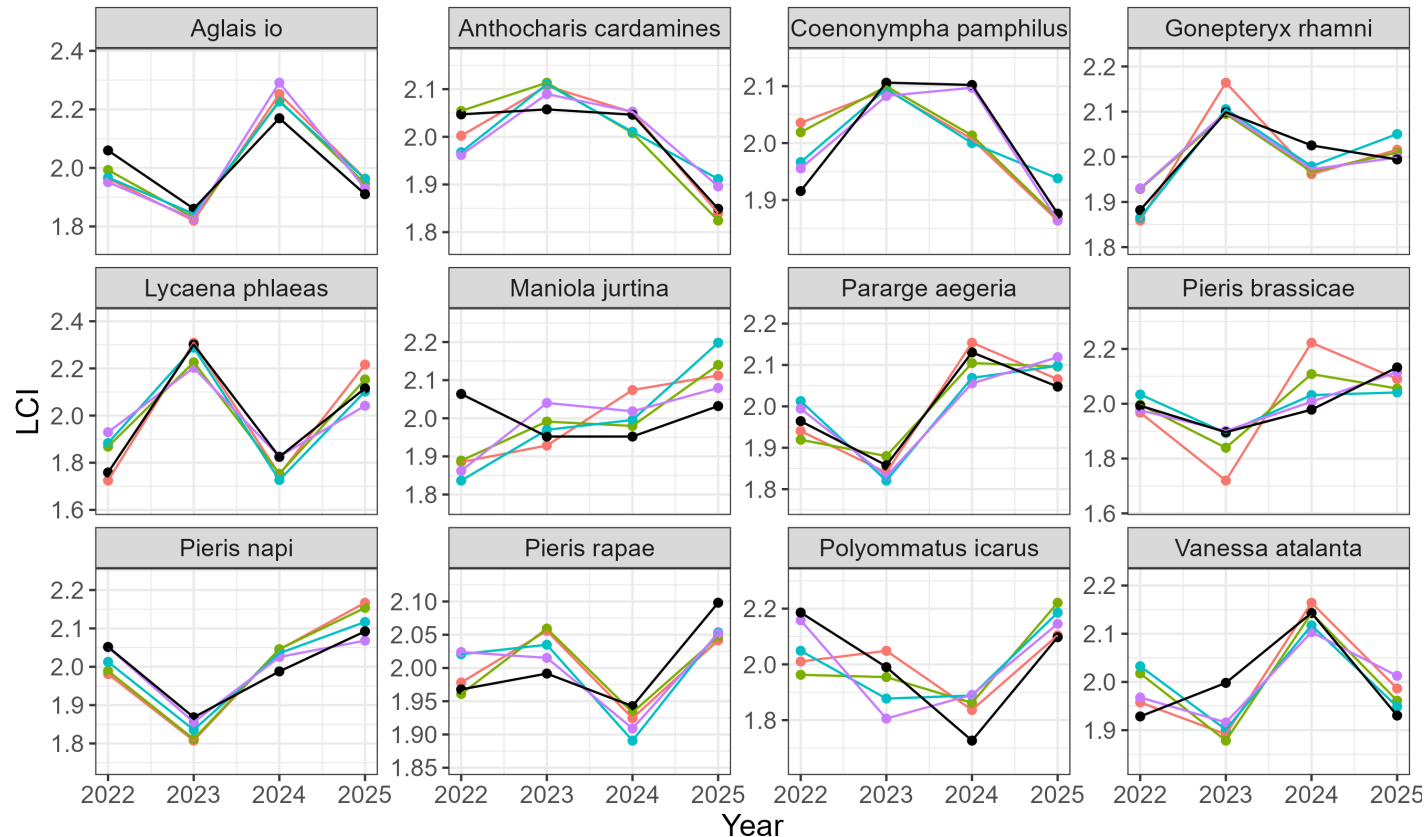 Aglais io Anthocharis cardamines Coenonympha pamphilus Gonepteryx rhamni
2.4 2.1 2.1 2.2
2.2 2.0 2.0 2.1
2.0 1.9 1.9 2.0
1.8 1.8 1.9
1.8
Lycaena phlaeas Maniola jurtina Pararge aegeria Pieris brassicae
2.4 2.2 2.2 2.2
2.2 2.1 2.1 2.0
2.0 2.0 2.0 1.8
1.8 1.9 1.9 1.6
1.6 1.8 1.8
LCI
Pieris napi Pieris rapae Polyommatus icarus Vanessa atalanta
2.2 2.10 2.2 2.2
2.1 2.05 2.0 2.1
2.0 2.00 1.8 2.0
1.9 1.95 1.9
1.8 1.90
1.85
2022 2023 2024 2025 2022 2023 2024 2025 2022 2023 2024 2025 2022 2023 2024 2025
Year